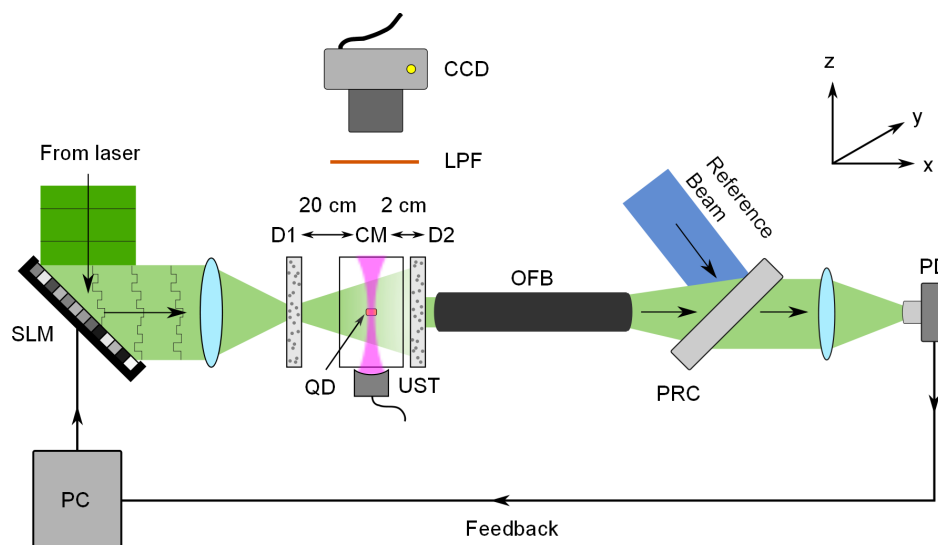 CCD
z
y
x
From laser
LPF
Reference
Beam
20 cm
2 cm
D1
CM
D2
OFB
PD
SLM
QD
UST
PRC
PC
Feedback